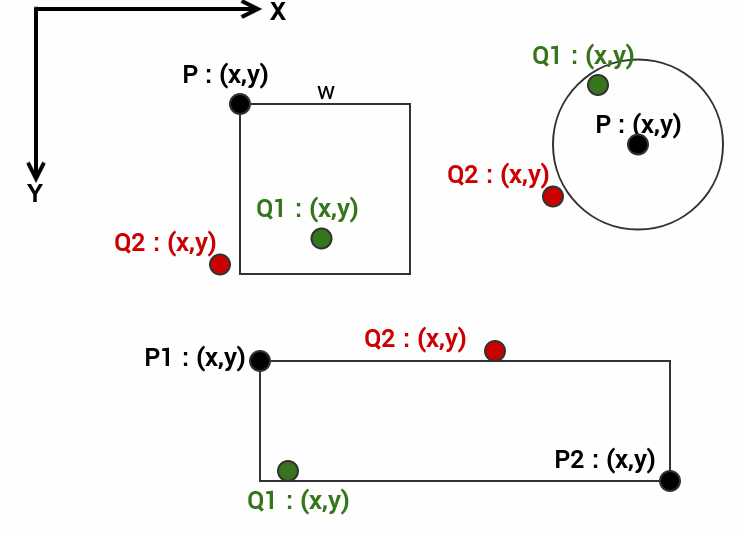 X
Y
P : (x,y)
w
Q1 : (x,y)
Q2 : (x,y)
Q1 : (x,y)
P : (x,y)
Q2 : (x,y)
P1 : (x,y)
Q2 : (x,y)
Q1 : (x,y)
P2 : (x,y)